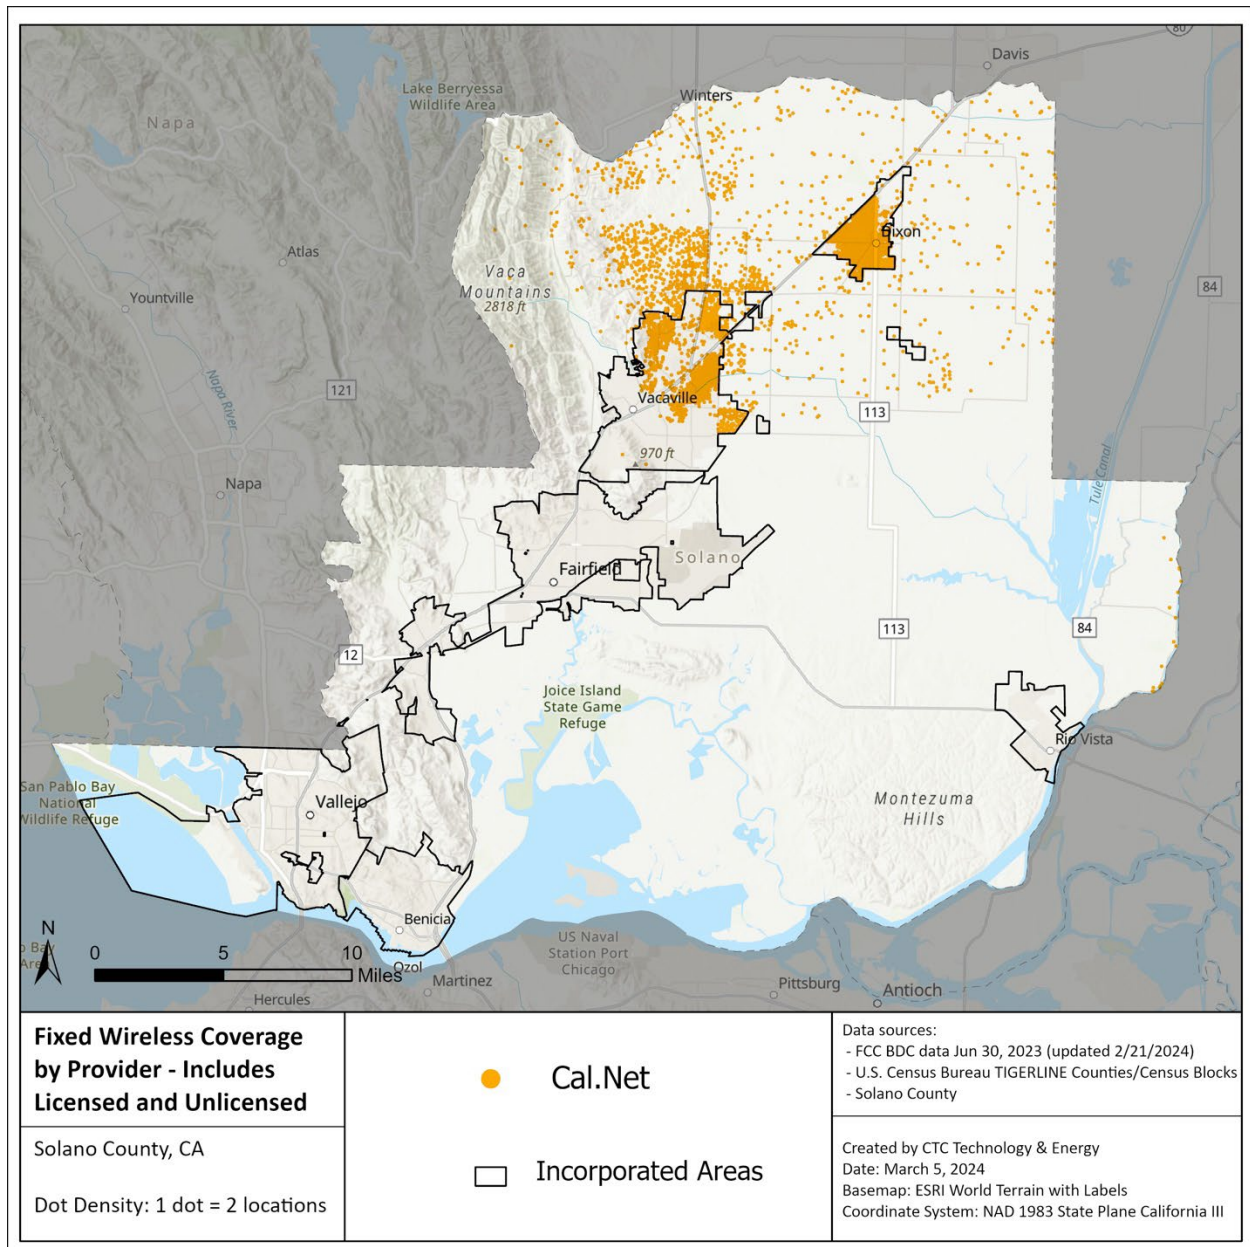 80
Davis
Lake Berryessa
Wildlife Area
Winters
Napa
Dixon
Atlas
Vaca
Mountains
2818 ft
Yountville
84
Napa River
121
Vacaville
113
970 ft
Tule Canal
Napa
Solano
Fairfield
113
84
12
Joice Island
State Game
Refuge
Rio Vista
San Pablo Bay
National
Wildlife Refuge
Vallejo
Montezuma
Hills
Benicia
N
0 5 10
Miles
US Naval
Station Port
Chicago
Ozol
Martinez
Pittsburg
Antioch
Hercules
Fixed Wireless Coverage
by Provider - Includes
Licensed and Unlicensed
Solano County, CA
Dot Density: 1 dot = 2 locations
Cal.Net
Incorporated Areas
Data sources:
- FCC BDC data Jun 30, 2023 (updated 2/21/2024)
- U.S. Census Bureau TIGERLINE Counties/Census Blocks
- Solano County
Created by CTC Technology & Energy
Date: March 5, 2024
Basemap: ESRI World Terrain with Labels
Coordinate System: NAD 1983 State Plane California III